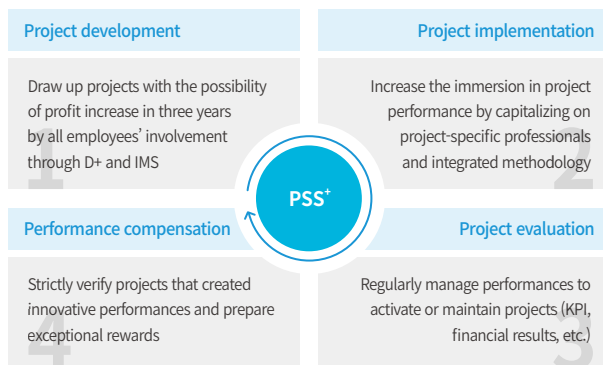 Project development
Draw up projects with the possibility
of profit increase in three years
by all employees’ involvement
through D+ and IMS
1
Project implementation
Increase the immersion in project
performance by capitalizing on
project-specific professionals
and integrated methodology
2
PSS+
Performance compensation
Strictly verify projects that created
innovative performances and prepare
exceptional rewards
4
Project evaluation
Regularly manage performances to
activate or maintain projects (KPI,
financial results, etc.)
3